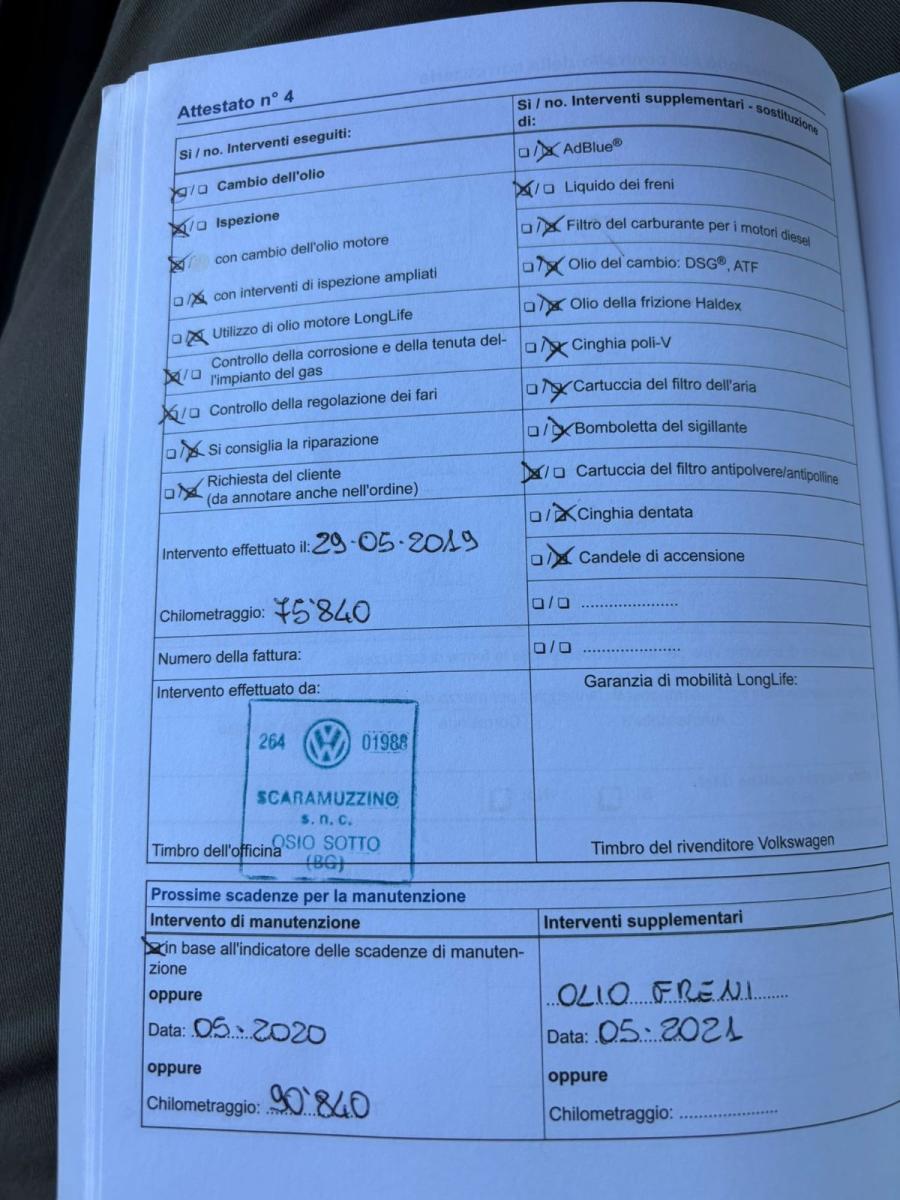 Attestato n° 4
Sì / no. Interventi eseguiti:
☒/☐ Cambio dell'olio
☒/☐ Ispezione
☒ con cambio dell'olio motore
☐/☒ con interventi di ispezione ampliati
☐/☒ Utilizzo di olio motore LongLife
☒/☐ Controllo della corrosione e della tenuta del-
l'impianto del gas
☒/☐ Controllo della regolazione dei fari
☐/☒ Si consiglia la riparazione
☐/☒ Richiesta del cliente
(da annotare anche nell'ordine)
Intervento effettuato il: 29-05-2019
Chilometraggio: 75'840
Numero della fattura:
Intervento effettuato da:
264 VW 01988
SCARAMUZZINO
s.n.c.
OSIO SOTTO
(BG)
Timbro dell'officina
Sì / no. Interventi supplementari - sostituzione
di:
☐/☒ AdBlue®
☒/☐ Liquido dei freni
☐/☒ Filtro del carburante per i motori diesel
☐/☒ Olio del cambio: DSG®, ATF
☐/☒ Olio della frizione Haldex
☐/☒ Cinghia poli-V
☐/☒ Cartuccia del filtro dell'aria
☐/☒ Bomboletta del sigillante
☒/☐ Cartuccia del filtro antipolvere/antipolline
☐/☒ Cinghia dentata
☐/☒ Candele di accensione
☐/☐ ......................
☐/☐ ......................
Garanzia di mobilità LongLife:
Timbro del rivenditore Volkswagen
Prossime scadenze per la manutenzione
Intervento di manutenzione
☒ in base all'indicatore delle scadenze di manuten-
zione
oppure
Data: 05.2020
oppure
Chilometraggio: 90'840
Interventi supplementari
OLIO FRENI
Data: 05.2021
oppure
Chilometraggio: ......................